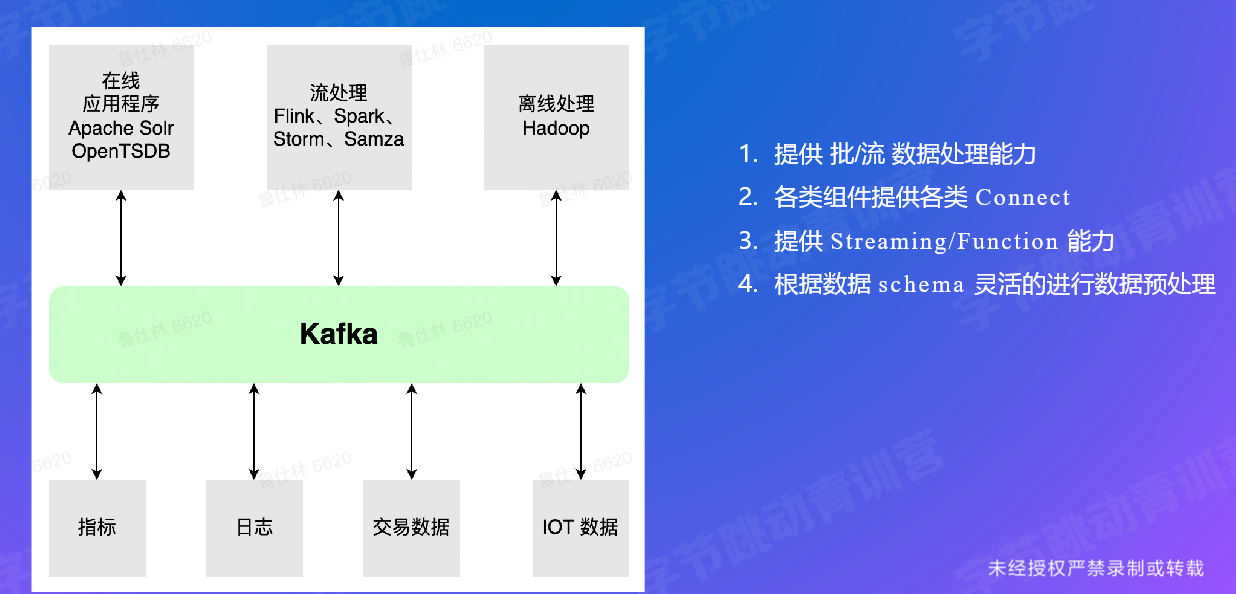 在线
应用程序
Apache Solr
OpenTSDB
流处理
Flink、Spark、
Storm、Samza
离线处理
Hadoop
Kafka
指标
日志
交易数据
IOT 数据
1. 提供 批/流 数据处理能力
2. 各类组件提供各类 Connect
3. 提供 Streaming/Function 能力
4. 根据数据 schema 灵活的进行数据预处理
未经授权严禁录制或转载
字节跳动青训营
鲁仕林 6620